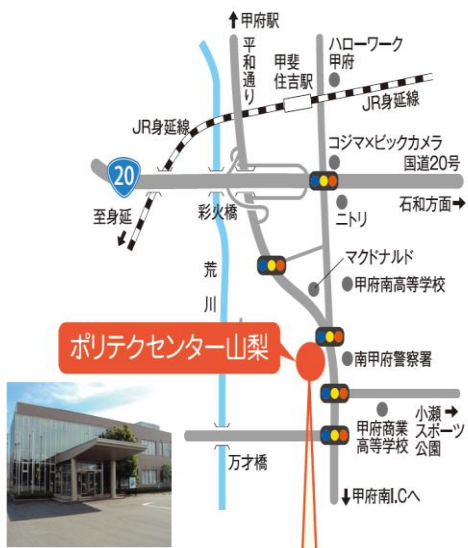 ↑甲府駅
平和通り
甲斐
住吉駅
ハローワーク
甲府
JR身延線
JR身延線
コジマ×ビックカメラ
国道20号
20
石和方面➡
至身延
彩火橋
ニトリ
荒川
マクドナルド
甲府南高等学校
ポリテクセンター山梨
南甲府警察署
甲府商業
高等学校
小瀬➡
スポーツ
公園
万才橋
↓甲府南I.Cへ